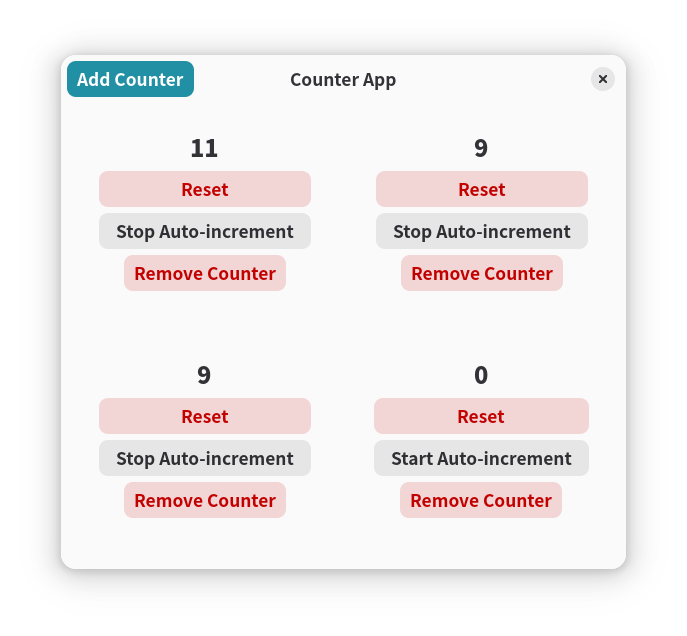 Add Counter
Counter App
11
Reset
Stop Auto-increment
Remove Counter
9
Reset
Stop Auto-increment
Remove Counter
9
Reset
Stop Auto-increment
Remove Counter
0
Reset
Start Auto-increment
Remove Counter